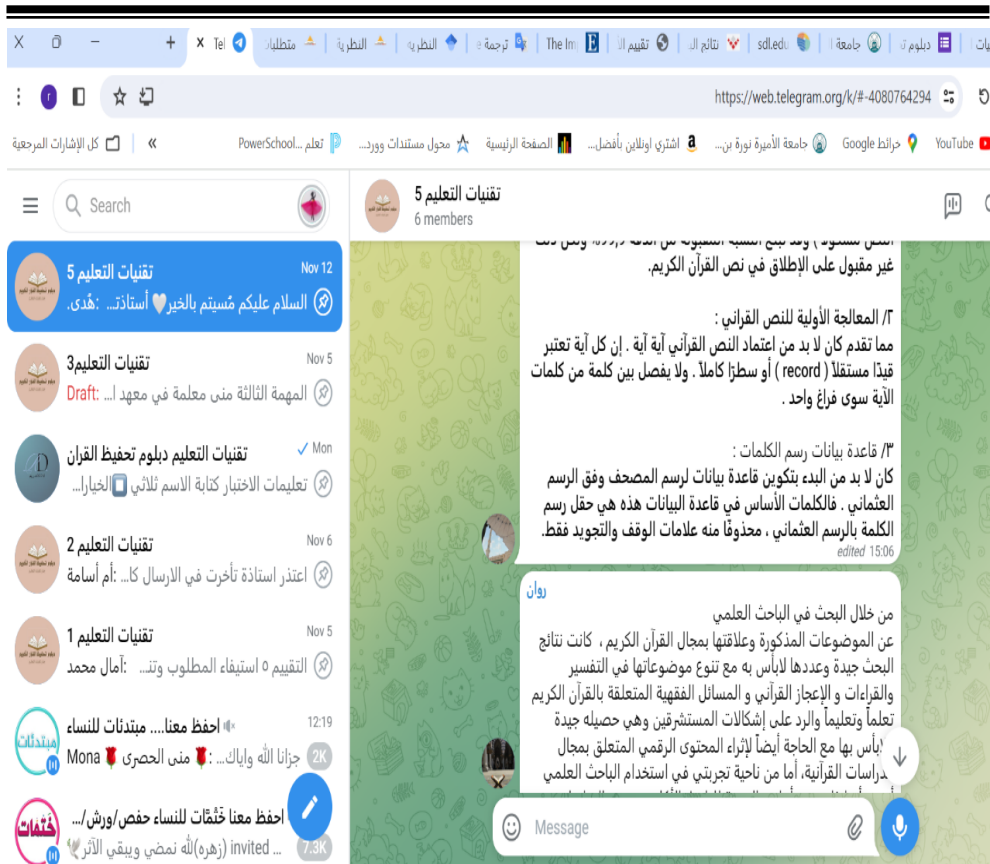 Tel
متطلبات
النظرية
النظريه
ترجمة
The Im
تقييم
نتائج
sdl.edu
جامعة
دبلوم
https://web.telegram.org/k/#-4080764294
YouTube
خرائط Google
جامعة الأميرة نورة بن...
اشتري اونلاين بأفضل...
الصفحة الرئيسية
محول مستندات وورد...
تعلم PowerSchool...
»
كل الإشارات المرجعية
Search
تقنيات التعليم 5
Nov 12
السلام عليكم مُسيتم بالخير🤍 أستاذتـ... :هُدى.
تقنيات التعليم3
Nov 5
المهمة الثالثة منى معلمة في معهد ا... :Draft
تقنيات التعليم دبلوم تحفيظ القران
Mon
تعليمات الاختبار كتابة الاسم ثلاثي ⏹الخيارا...
تقنيات التعليم 2
Nov 6
اعتذر استاذة تأخرت في الارسال كا... :أم أسامة
تقنيات التعليم 1
Nov 5
التقييم ٥ استيفاء المطلوب وتنـ... :آمال محمد
احفظ معنا.... مبتدئات للنساء
12:19
جزانا الله واياك... :🌹 منى الحصرى 🌹 Mona
2K
مبتدئات
احفظ معنا خَتْمَات للنساء حفص/ورش/...
... invited (زهره)لله نمضي ويبقي الآثر🕊
7.3K
خَتْمات
تقنيات التعليم 5
6 members
غير مقبول على الإطلاق في نص القرآن الكريم.
٢/ المعالجة الأولية للنص القراني :
مما تقدم كان لا بد من اعتماد النص القرآني آية آية . إن كل آية تعتبر
قيدًا مستقلاً ( record ) أو سطرًا كاملاً . ولا يفصل بين كلمة من كلمات
الآية سوى فراغ واحد .
٣/ قاعدة بيانات رسم الكلمات :
كان لا بد من البدء بتكوين قاعدة بيانات لرسم المصحف وفق الرسم
العثماني . فالكلمات الأساس في قاعدة البيانات هذه هي حقل رسم
الكلمة بالرسم العثماني ، محذوفًا منه علامات الوقف والتجويد فقط.
edited 15:06
روان
من خلال البحث في الباحث العلمي
عن الموضوعات المذكورة وعلاقتها بمجال القرآن الكريم ، كانت نتائج
البحث جيدة وعددها لابأس به مع تنوع موضوعاتها في التفسير
والقراءات و الإعجاز القرآني و المسائل الفقهية المتعلقة بالقرآن الكريم
تعلماً وتعليماً والرد على إشكالات المستشرقين وهي حصيله جيدة
لابأس بها مع الحاجة أيضاً لإثراء المحتوى الرقمي المتعلق بمجال
الدراسات القرآنية، أما من ناحية تجربتي في استخدام الباحث العلمي
Message